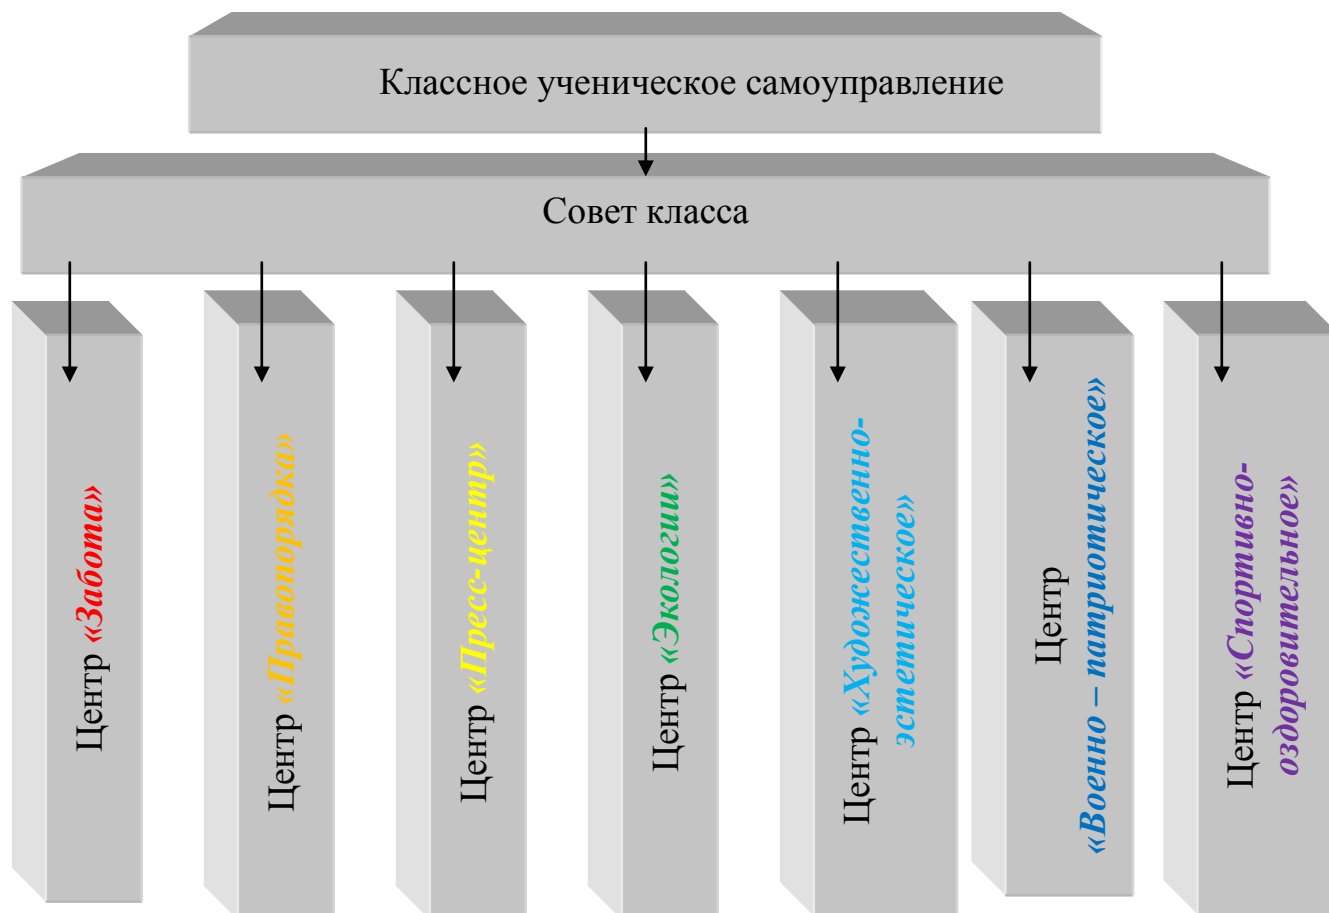 Классное ученическое самоуправление
Совет класса
Центр «Забота»
Центр «Правопорядка»
Центр «Пресс-центр»
Центр «Экологии»
Центр «Художественно-
эстетическое»
Центр
«Военно – патриотическое»
Центр «Спортивно-
оздоровительное»